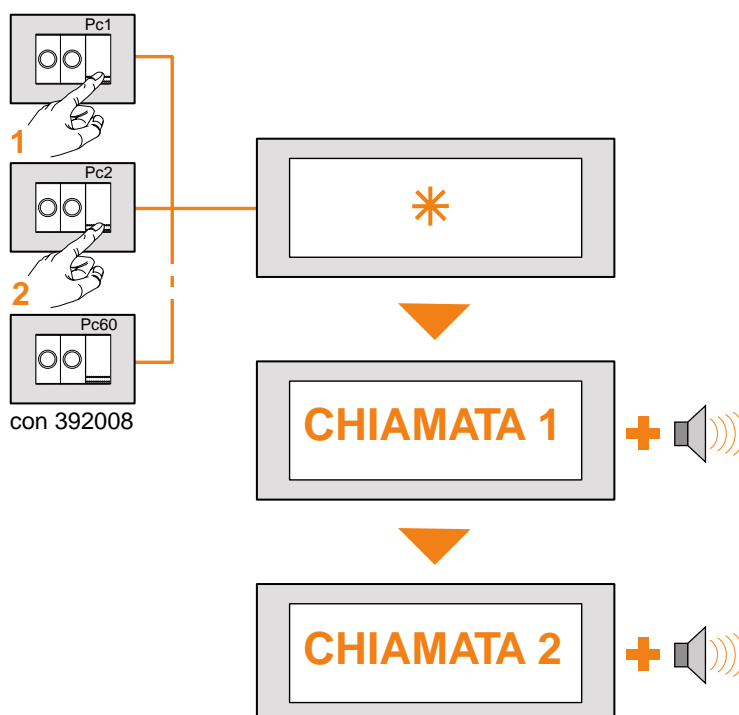 Pc1
1
Pc2
2
Pc60
con 392008
*
CHIAMATA 1
CHIAMATA 2